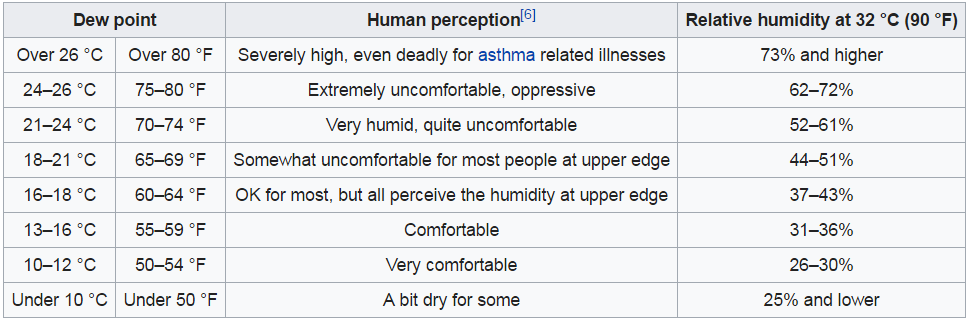 Dew point Human perception[6] Relative humidity at 32 °C (90 °F)
Over 26 °C Over 80 °F Severely high, even deadly for asthma related illnesses 73% and higher
24–26 °C 75–80 °F Extremely uncomfortable, oppressive 62–72%
21–24 °C 70–74 °F Very humid, quite uncomfortable 52–61%
18–21 °C 65–69 °F Somewhat uncomfortable for most people at upper edge 44–51%
16–18 °C 60–64 °F OK for most, but all perceive the humidity at upper edge 37–43%
13–16 °C 55–59 °F Comfortable 31–36%
10–12 °C 50–54 °F Very comfortable 26–30%
Under 10 °C Under 50 °F A bit dry for some 25% and lower